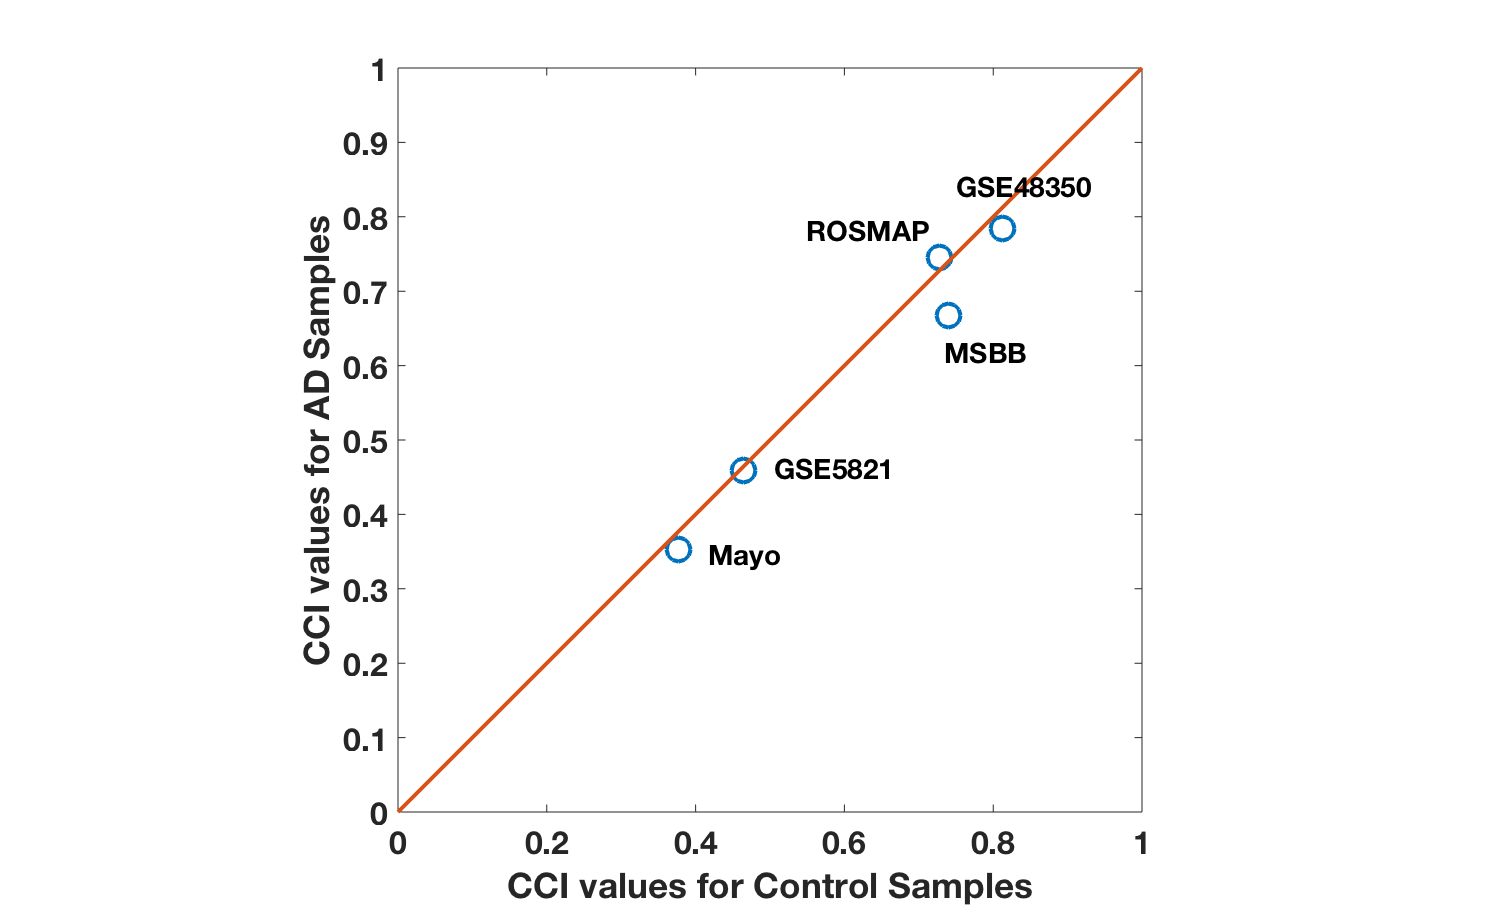 1
0.9
0.8
0.7
0.6
0.5
0.4
0.3
0.2
0.1
0
CCI values for AD Samples
GSE48350
ROSMAP
MSBB
GSE5821
Mayo
0 0.2 0.4 0.6 0.8 1
CCI values for Control Samples